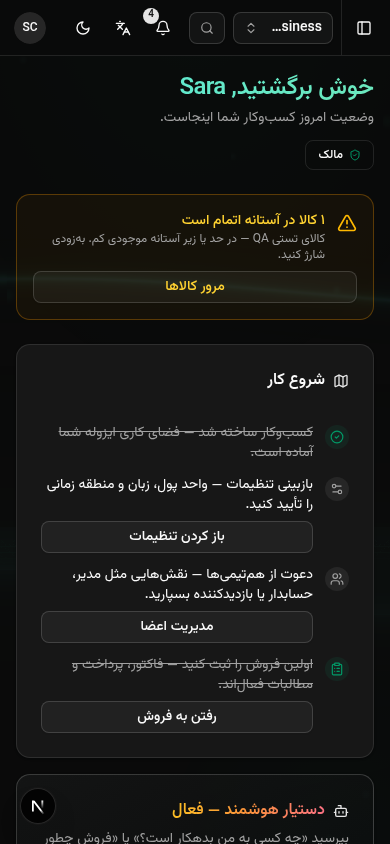 ...siness
4
SC
خوش برگشتید, Sara
وضعیت امروز کسب‌وکار شما اینجاست.
مالک
۱ کالا در آستانه اتمام است
کالای تستی QA — در حد یا زیر آستانه موجودی کم. به‌زودی
شارژ کنید.
مرور کالاها
شروع کار
کسب‌وکار ساخته شد — فضای کاری ایزوله شما
آماده است.
بازبینی تنظیمات — واحد پول، زبان و منطقه زمانی
را تأیید کنید.
باز کردن تنظیمات
دعوت از هم‌تیمی‌ها — نقش‌هایی مثل مدیر،
حسابدار یا بازدیدکننده بسپارید.
مدیریت اعضا
اولین فروش را ثبت کنید — فاکتور، پرداخت و
مطالبات فعال‌اند.
رفتن به فروش
دستیار هوشمند — فعال
بپرسید «چه کسی به من بدهکار است؟» یا «فروش چطور
N